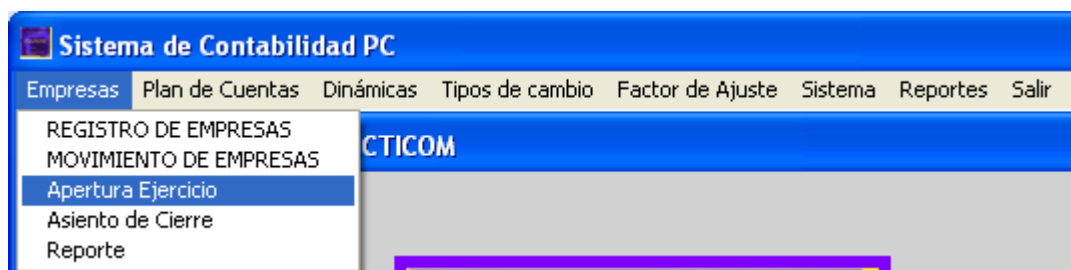 Sistema de Contabilidad PC
Empresas Plan de Cuentas Dinámicas Tipos de cambio Factor de Ajuste Sistema Reportes Salir
REGISTRO DE EMPRESAS
CTICOM
MOVIMIENTO DE EMPRESAS
Apertura Ejercicio
Asiento de Cierre
Reporte